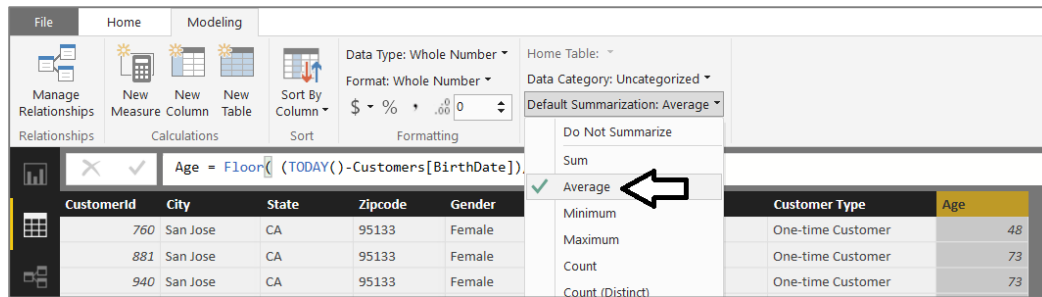 File Home Modeling
Manage Relationships
New Measure
New Column
New Table
Sort By Column
Data Type: Whole Number
Format: Whole Number
$ % , .00 0
Home Table:
Data Category: Uncategorized
Default Summarization: Average
Relationships Calculations Sort Formatting
Do Not Summarize
Sum
Average
Minimum
Maximum
Count
Count (Distinct)
Age = Floor( (TODAY()-Customers[BirthDate])
CustomerId City State Zipcode Gender Customer Type Age
760 San Jose CA 95133 Female One-time Customer 48
881 San Jose CA 95133 Female One-time Customer 73
940 San Jose CA 95133 Female One-time Customer 73